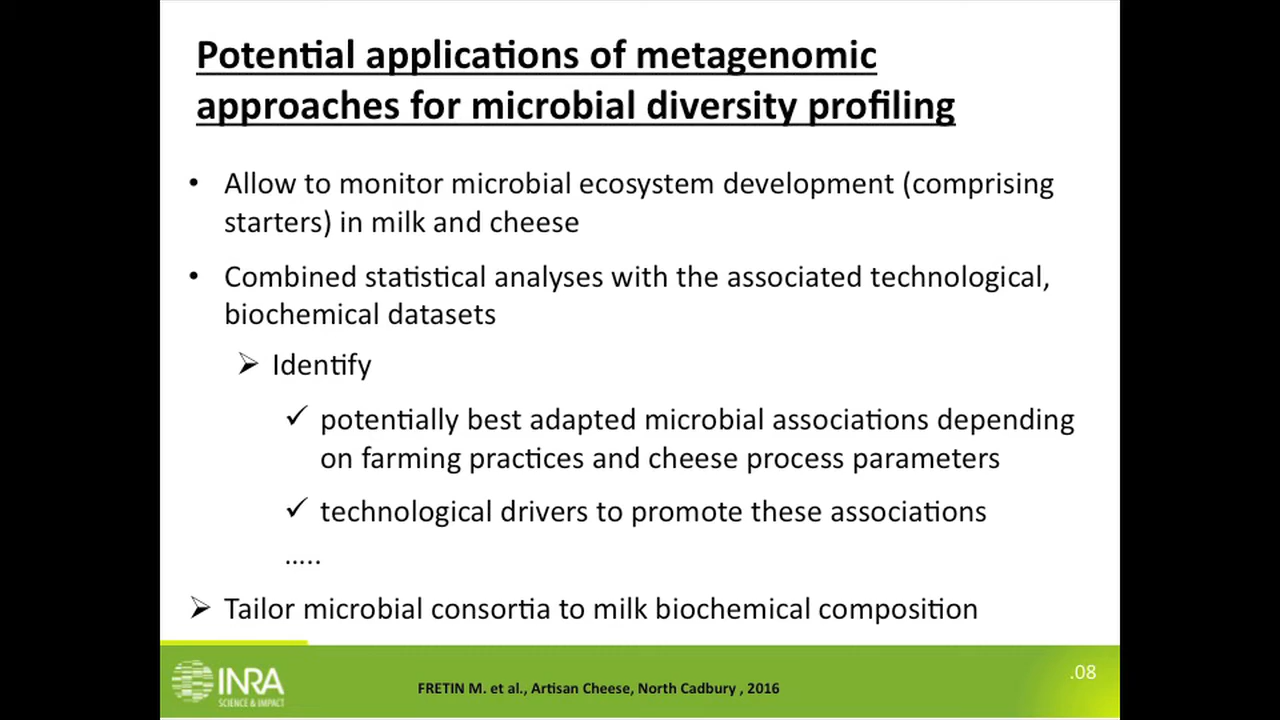 Potential applications of metagenomic
approaches for microbial diversity profiling
• Allow to monitor microbial ecosystem development (comprising
starters) in milk and cheese
• Combined statistical analyses with the associated technological,
biochemical datasets
➢ Identify
✓ potentially best adapted microbial associations depending
on farming practices and cheese process parameters
✓ technological drivers to promote these associations
.....
➢ Tailor microbial consortia to milk biochemical composition
INRA
SCIENCE & IMPACT
FRETIN M. et al., Artisan Cheese, North Cadbury , 2016
.08